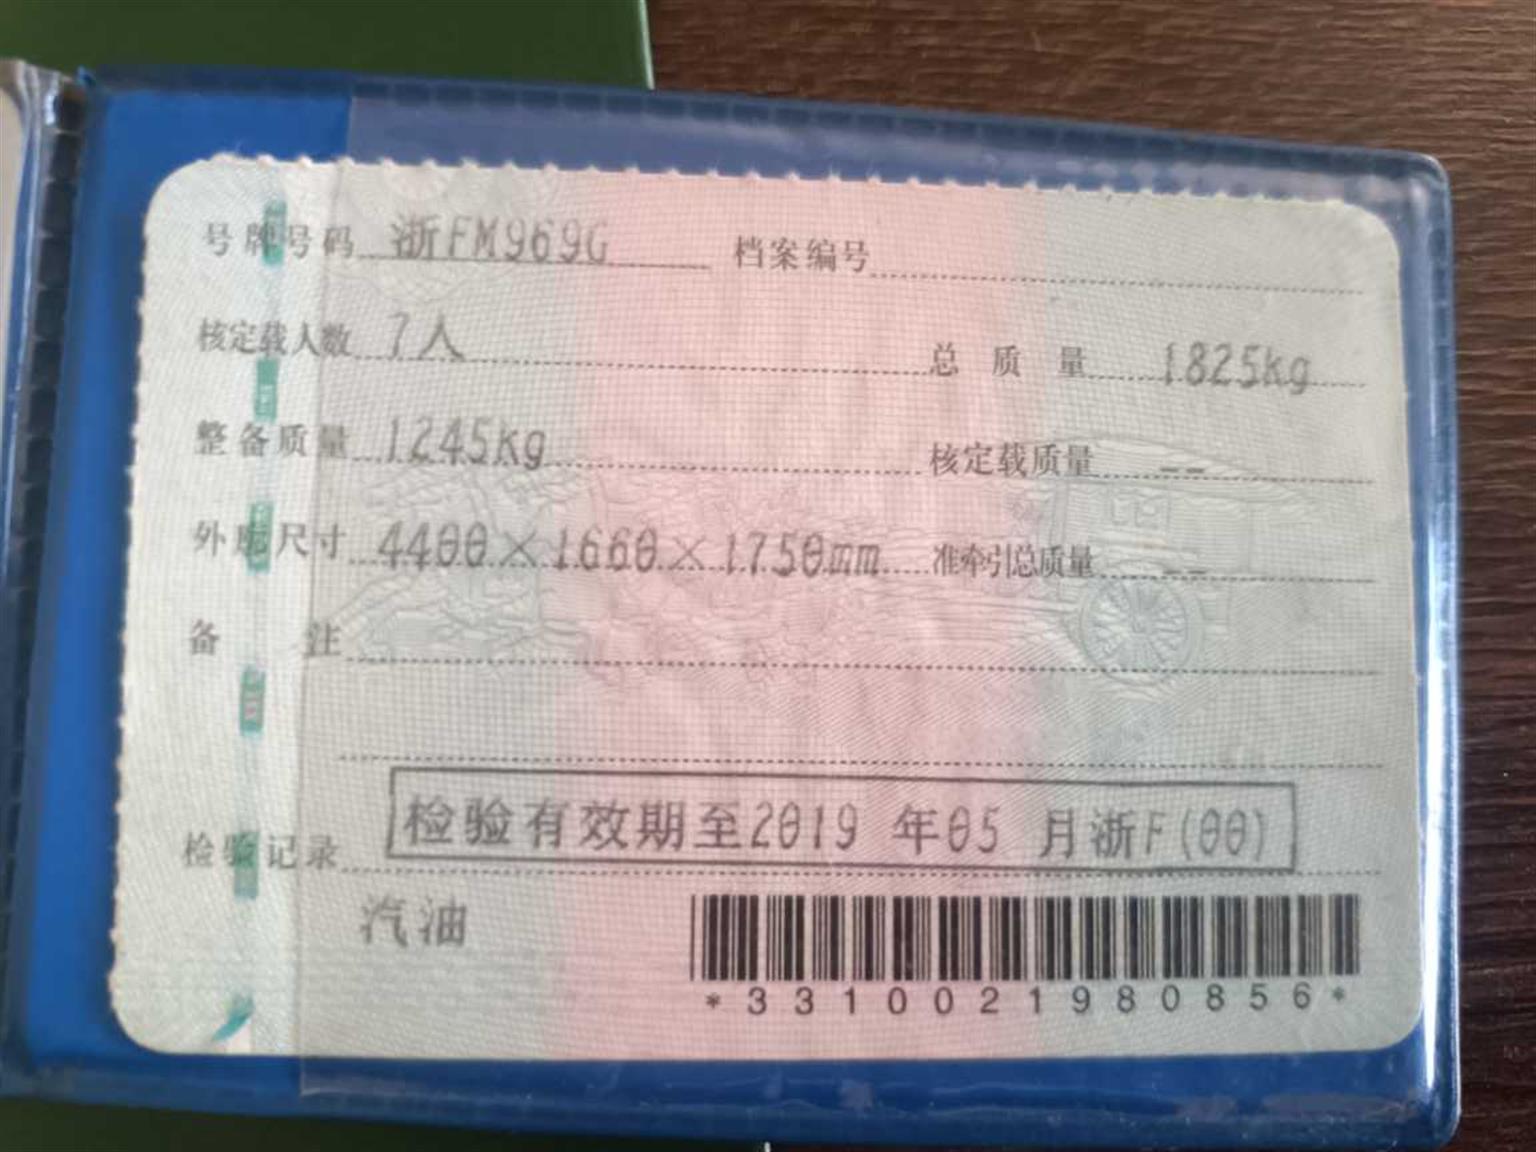 号牌号码 浙FM969G 档案编号
核定载人数 7人 总质量 1825kg
整备质量 1245kg 核定载质量 --
外廓尺寸 4400×1660×1750mm 准牵引总质量 --
备注
检验记录 检验有效期至2019 年05 月浙F(00)
汽油
*3310021980856*